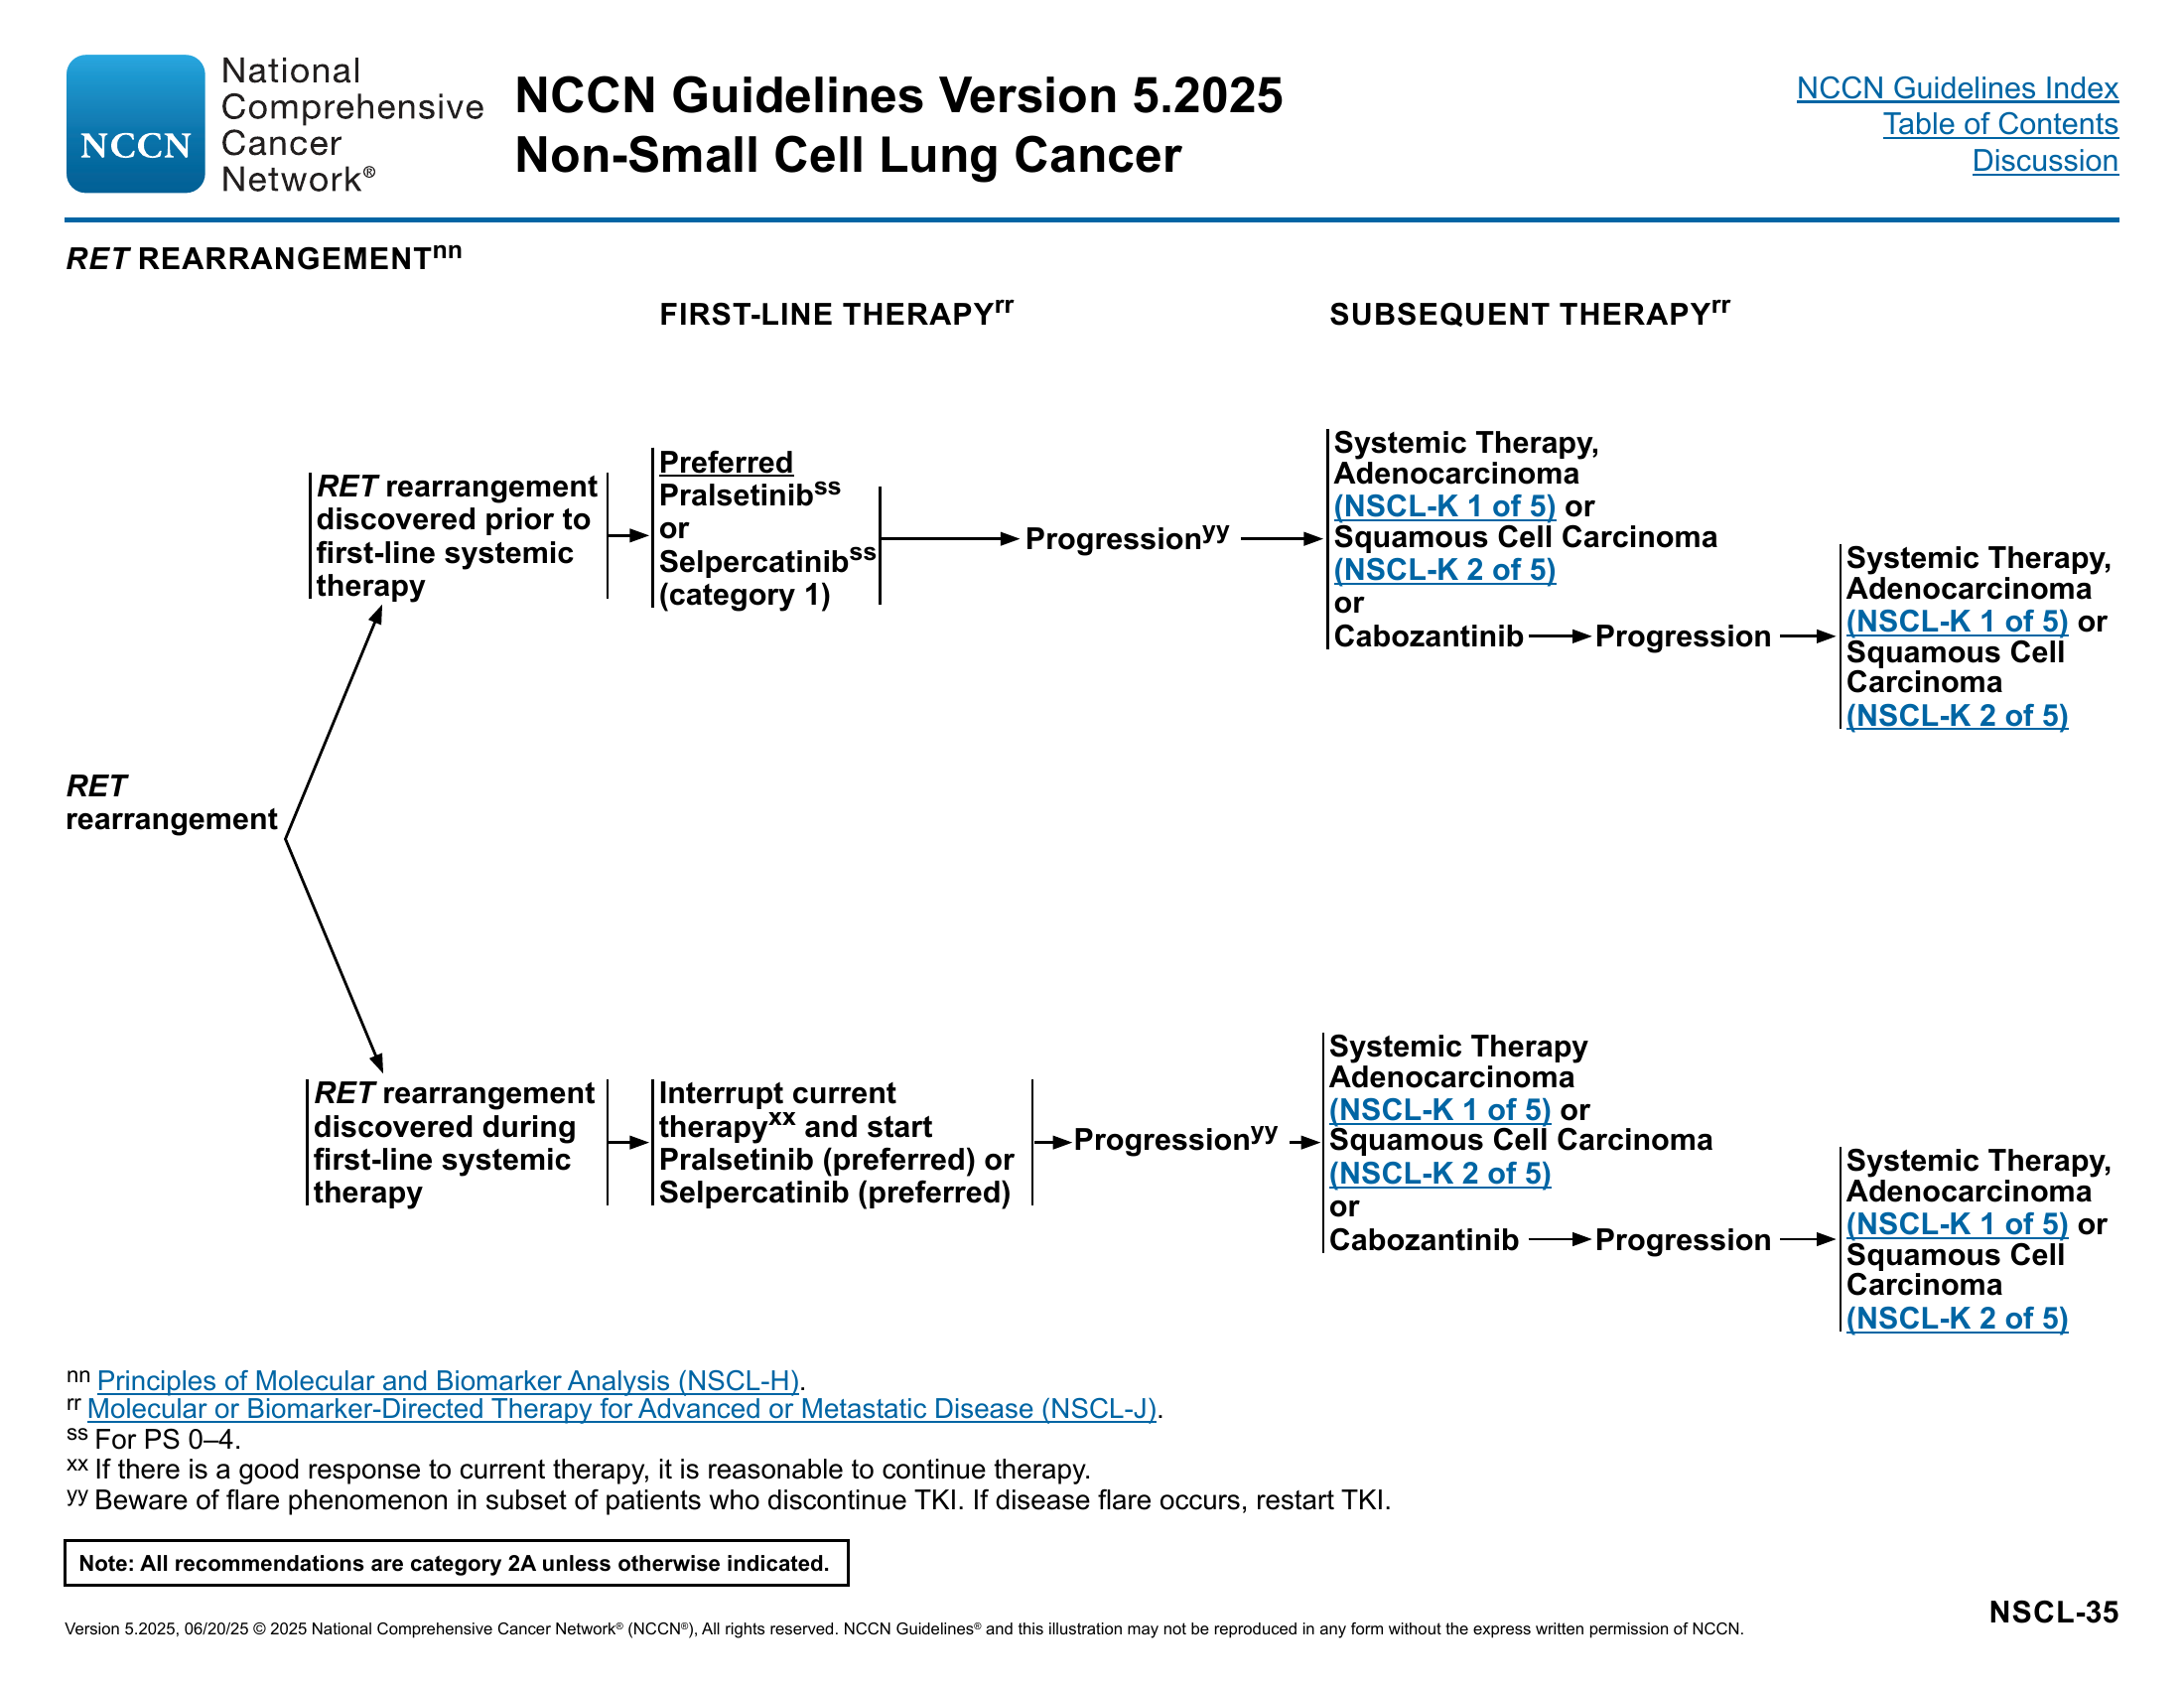 NCCN
National
Comprehensive
Cancer
Network®
NCCN Guidelines Version 5.2025
Non-Small Cell Lung Cancer
NCCN Guidelines Index
Table of Contents
Discussion
RET REARRANGEMENTnn
FIRST-LINE THERAPYrr
SUBSEQUENT THERAPYrr
RET
rearrangement
RET rearrangement
discovered prior to
first-line systemic
therapy
Preferred
Pralsetinibss
or
Selpercatinibss
(category 1)
Progressionyy
Systemic Therapy,
Adenocarcinoma
(NSCL-K 1 of 5) or
Squamous Cell Carcinoma
(NSCL-K 2 of 5)
or
Cabozantinib
Progression
Systemic Therapy,
Adenocarcinoma
(NSCL-K 1 of 5) or
Squamous Cell
Carcinoma
(NSCL-K 2 of 5)
RET rearrangement
discovered during
first-line systemic
therapy
Interrupt current
therapyxx and start
Pralsetinib (preferred) or
Selpercatinib (preferred)
Progressionyy
Systemic Therapy
Adenocarcinoma
(NSCL-K 1 of 5) or
Squamous Cell Carcinoma
(NSCL-K 2 of 5)
or
Cabozantinib
Progression
Systemic Therapy,
Adenocarcinoma
(NSCL-K 1 of 5) or
Squamous Cell
Carcinoma
(NSCL-K 2 of 5)
nn Principles of Molecular and Biomarker Analysis (NSCL-H).
rr Molecular or Biomarker-Directed Therapy for Advanced or Metastatic Disease (NSCL-J).
ss For PS 0–4.
xx If there is a good response to current therapy, it is reasonable to continue therapy.
yy Beware of flare phenomenon in subset of patients who discontinue TKI. If disease flare occurs, restart TKI.
Note: All recommendations are category 2A unless otherwise indicated.
NSCL-35
Version 5.2025, 06/20/25 © 2025 National Comprehensive Cancer Network® (NCCN®), All rights reserved. NCCN Guidelines® and this illustration may not be reproduced in any form without the express written permission of NCCN.